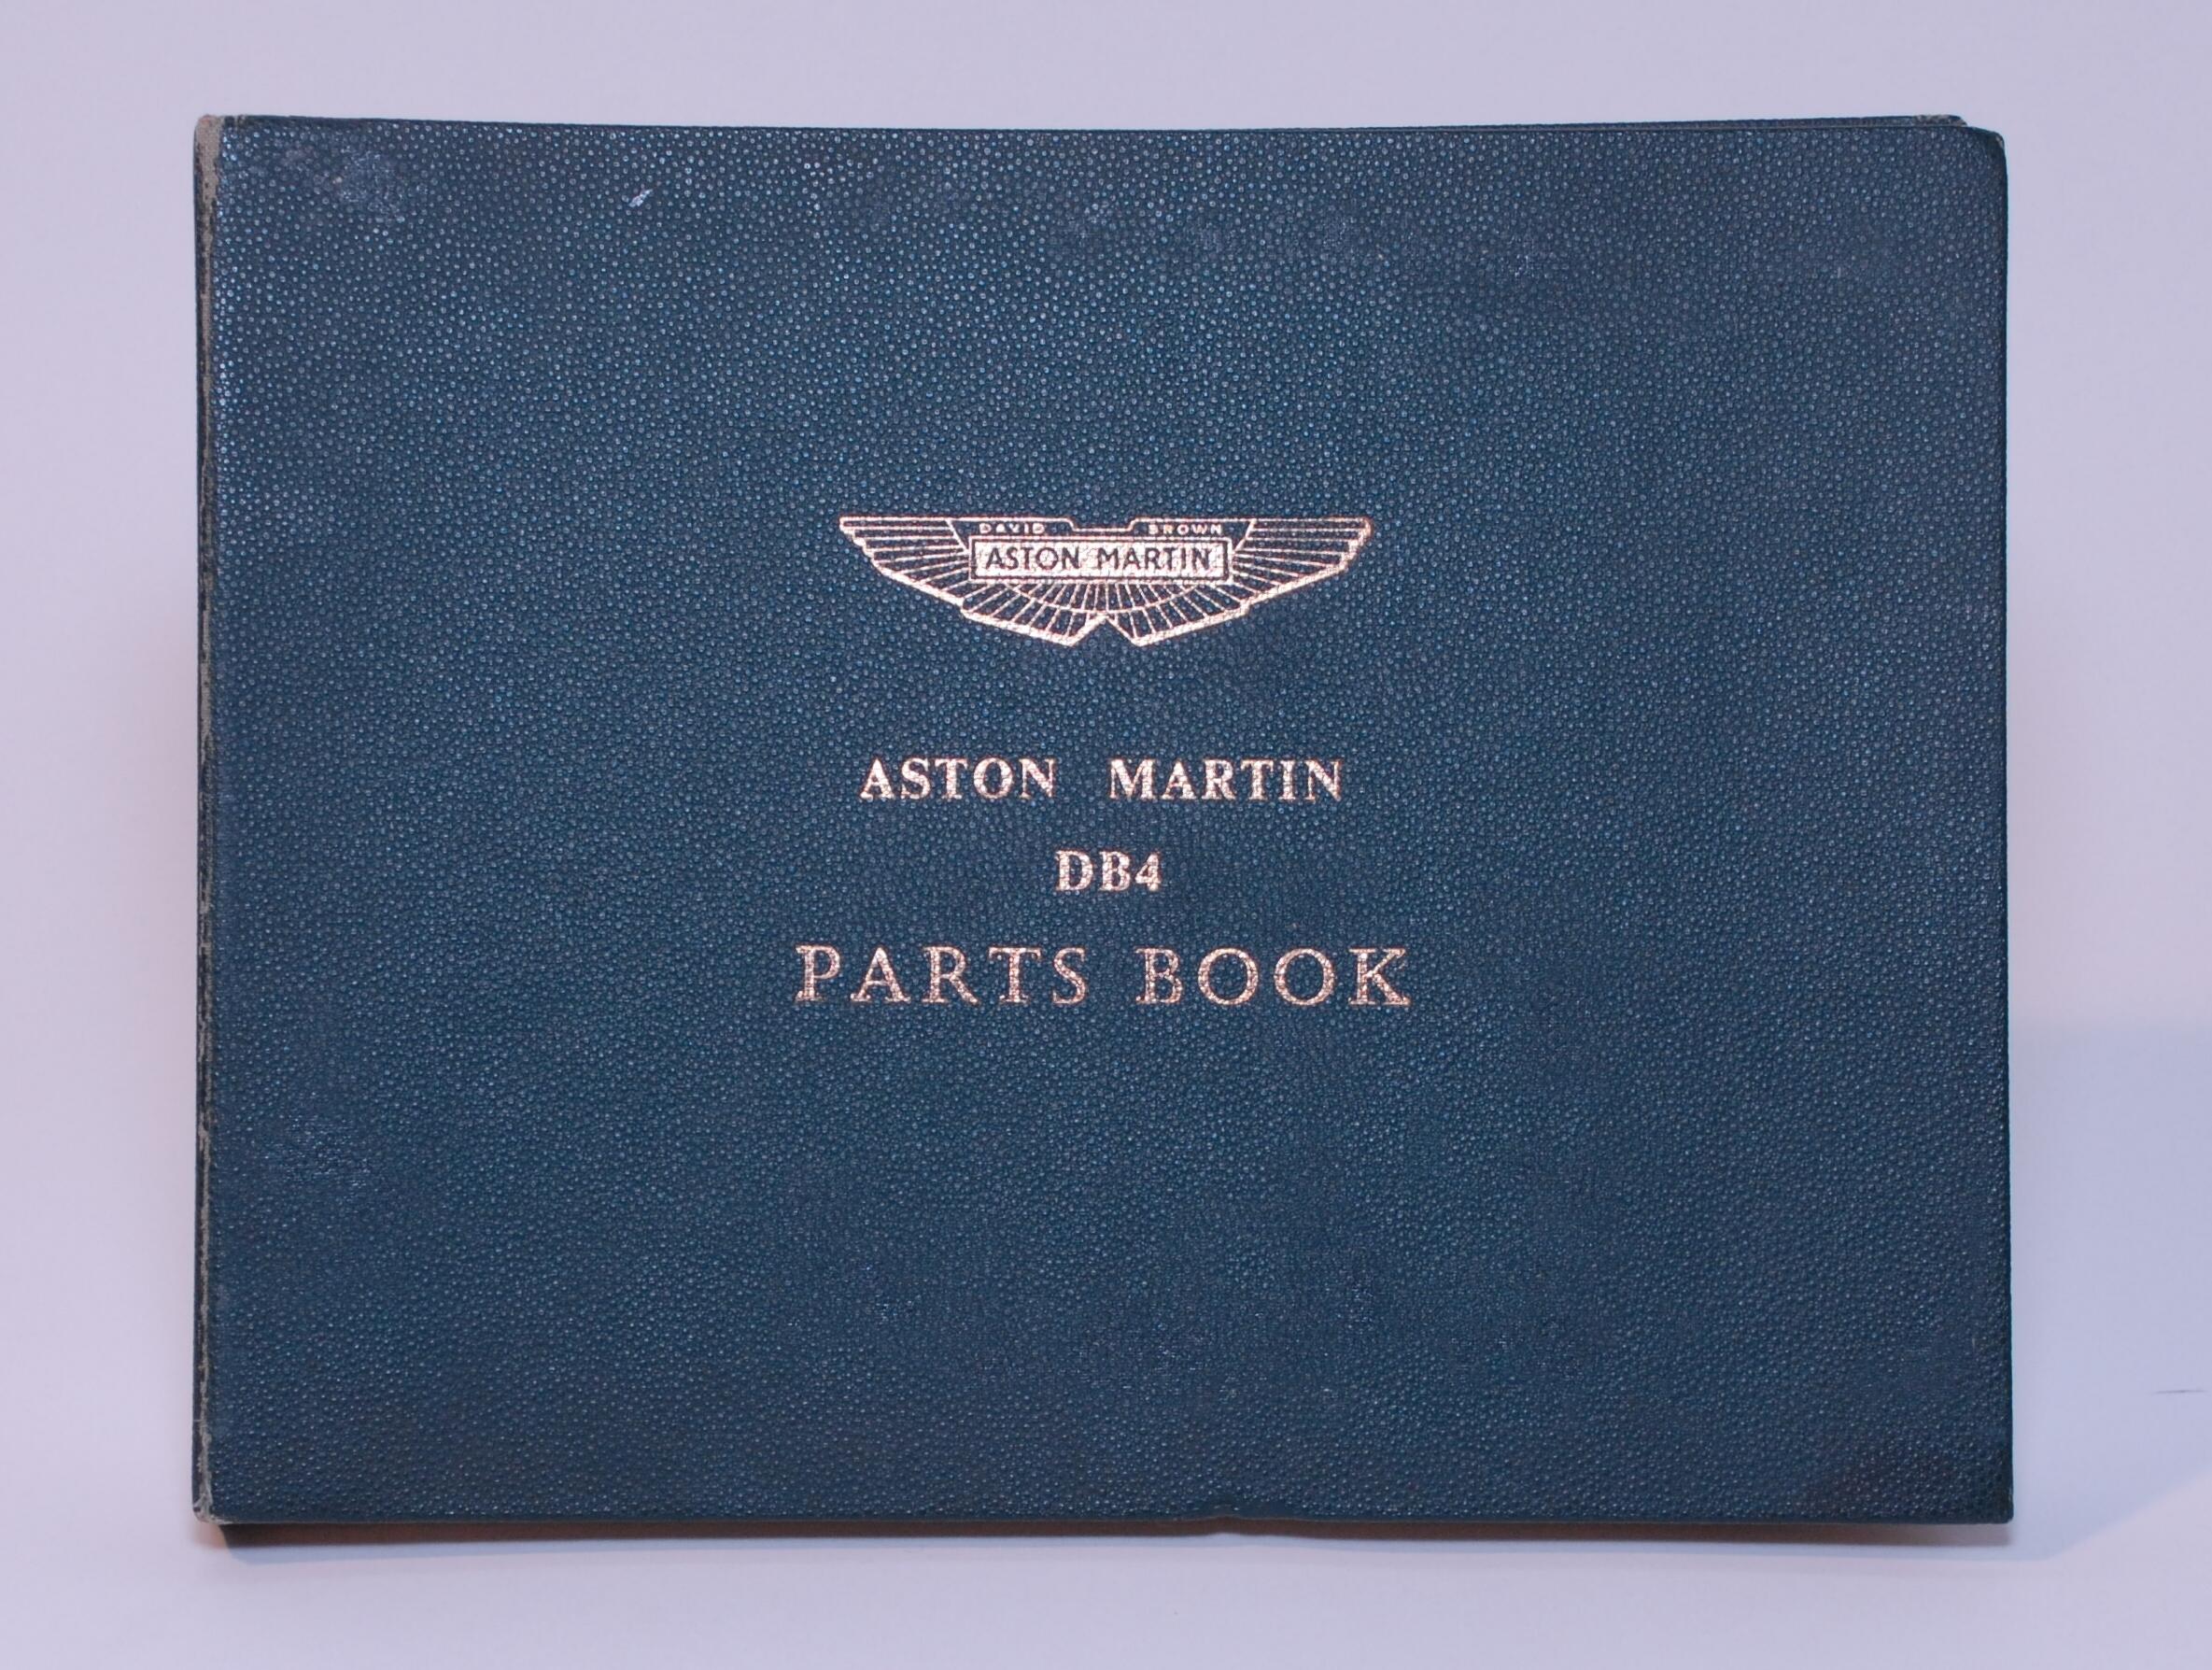 DAVID BROWN
ASTON MARTIN
ASTON MARTIN
DB4
PARTS BOOK